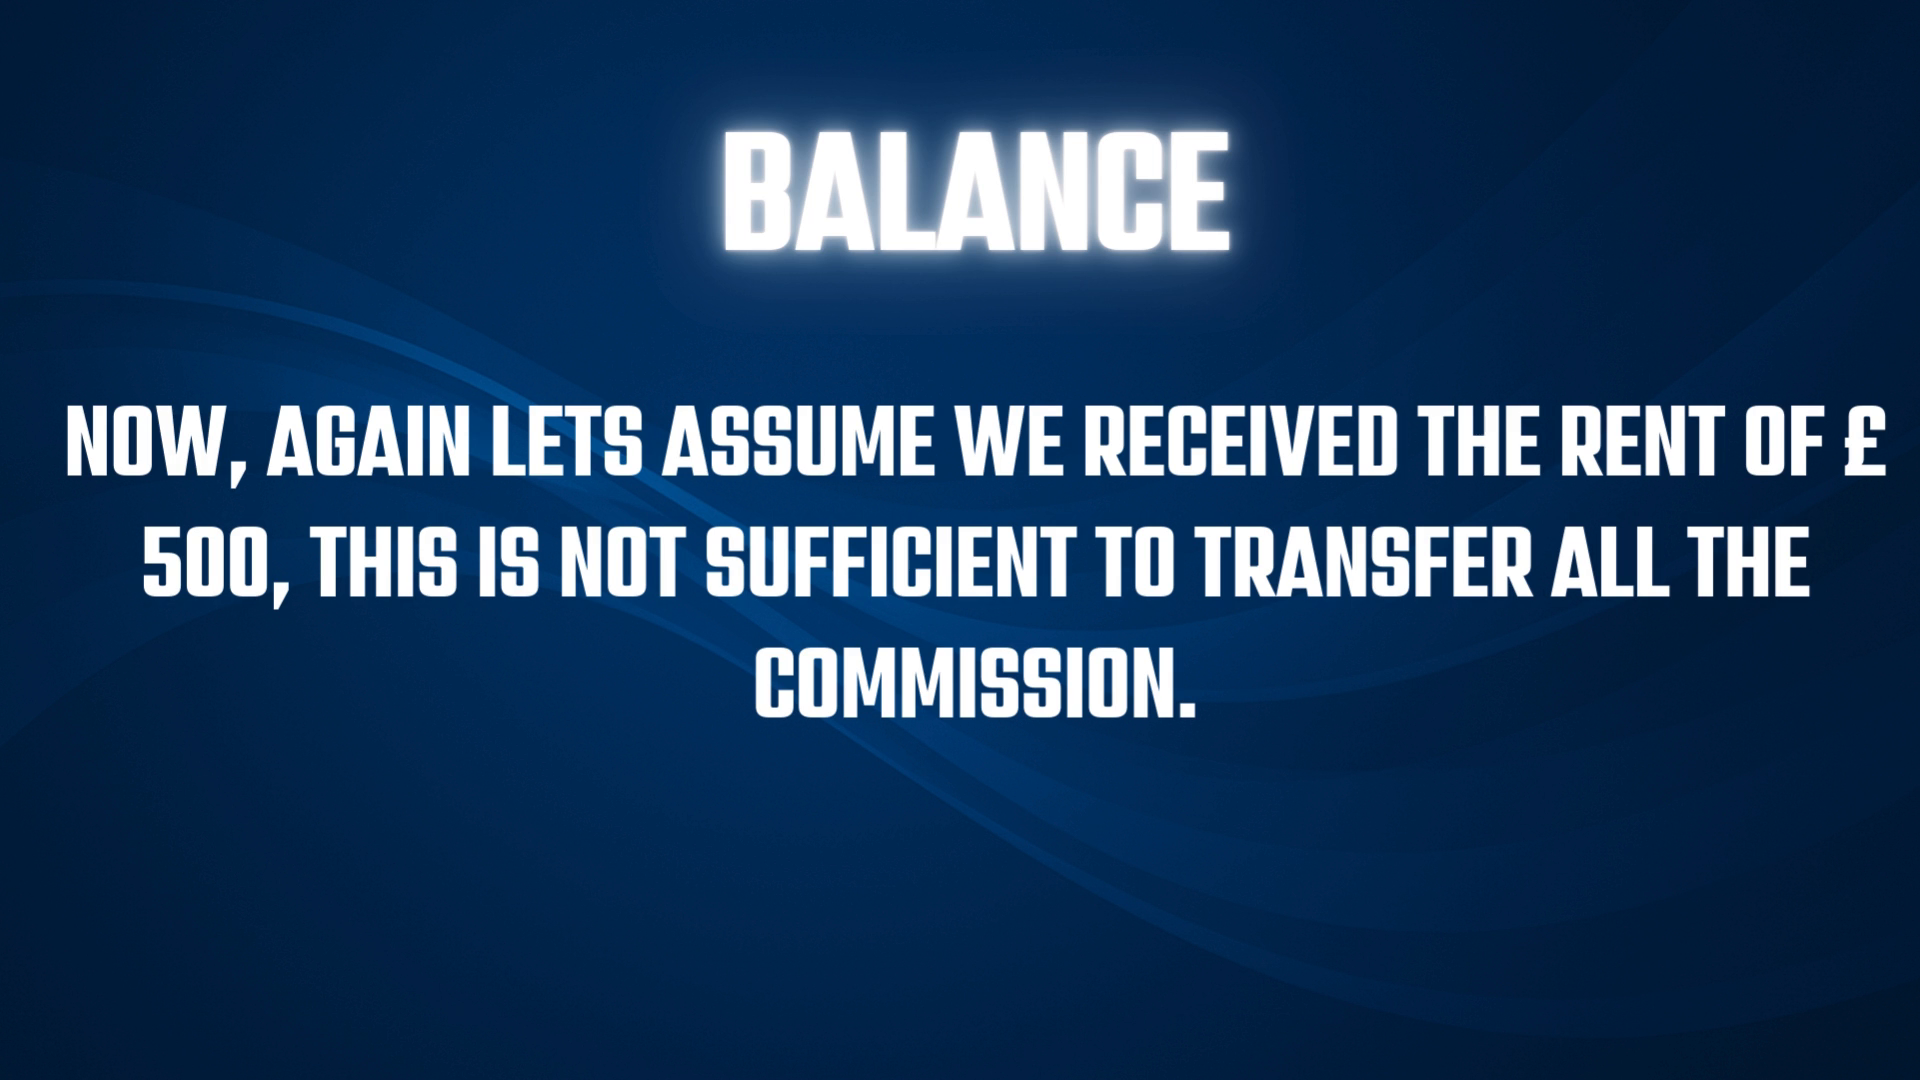 BALANCE
NOW, AGAIN LETS ASSUME WE RECEIVED THE RENT OF £
500, THIS IS NOT SUFFICIENT TO TRANSFER ALL THE
COMMISSION.